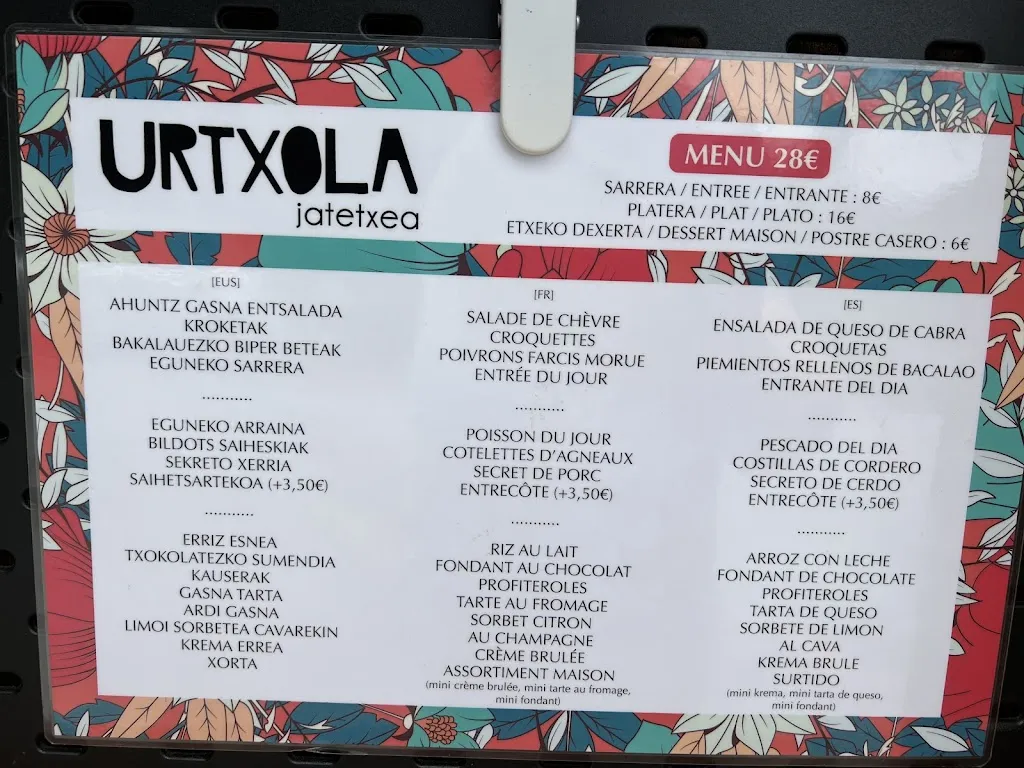 URTXOLA
jatetxea
MENU 28€
SARRERA / ENTREE / ENTRANTE : 8€
PLATERA / PLAT / PLATO : 16€
ETXEKO DEXERTA / DESSERT MAISON / POSTRE CASERO : 6€
[EUS]
AHUNTZ GASNA ENTSALADA
KROKETAK
BAKALAUEZKO BIPER BETEAK
EGUNEKO SARRERA
...........
EGUNEKO ARRAINA
BILDOTS SAIHESKIAK
SEKRETO XERRIA
SAIHETSARTEKOA (+3,50€)
...........
ERRIZ ESNEA
TXOKOLATEZKO SUMENDIA
KAUSERAK
GASNA TARTA
ARDI GASNA
LIMOI SORBETEA CAVAREKIN
KREMA ERREA
XORTA
[FR]
SALADE DE CHÈVRE
CROQUETTES
POIVRONS FARCIS MORUE
ENTRÉE DU JOUR
...........
POISSON DU JOUR
COTELETTES D'AGNEAUX
SECRET DE PORC
ENTRECÔTE (+3,50€)
...........
RIZ AU LAIT
FONDANT AU CHOCOLAT
PROFITEROLES
TARTE AU FROMAGE
SORBET CITRON
AU CHAMPAGNE
CRÈME BRULÉE
ASSORTIMENT MAISON
(mini crème brulée, mini tarte au fromage,
mini fondant)
[ES]
ENSALADA DE QUESO DE CABRA
CROQUETAS
PIEMIENTOS RELLENOS DE BACALAO
ENTRANTE DEL DIA
...........
PESCADO DEL DIA
COSTILLAS DE CORDERO
SECRETO DE CERDO
ENTRECÔTE (+3,50€)
...........
ARROZ CON LECHE
FONDANT DE CHOCOLATE
PROFITEROLES
TARTA DE QUESO
SORBETE DE LIMON
AL CAVA
KREMA BRULE
SURTIDO
(mini krema, mini tarta de queso,
mini fondant)